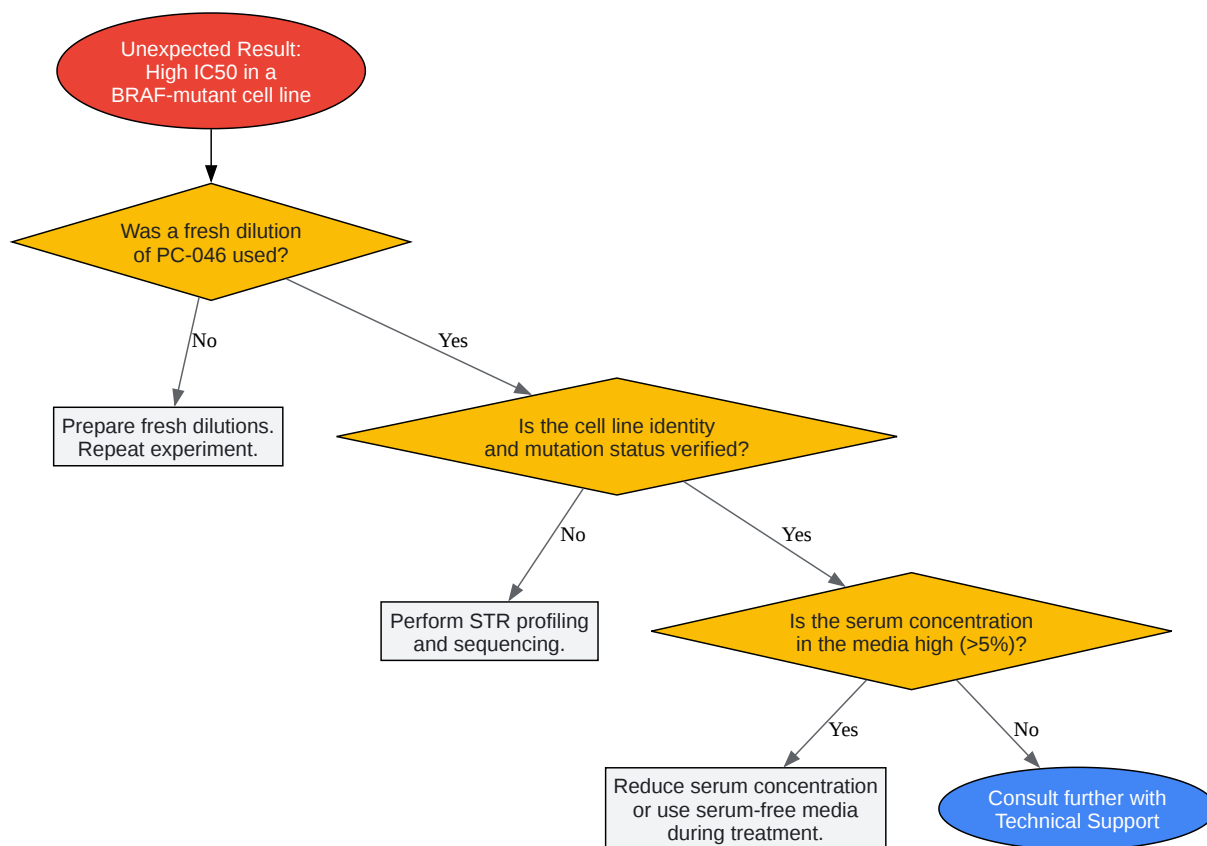 Unexpected Result:
High IC50 in a
BRAF-mutant cell line
Was a fresh dilution
of PC-046 used?
No
Yes
Prepare fresh dilutions.
Repeat experiment.
Is the cell line identity
and mutation status verified?
No
Yes
Perform STR profiling
and sequencing.
Is the serum concentration
in the media high (>5%)?
Yes
No
Reduce serum concentration
or use serum-free media
during treatment.
Consult further with
Technical Support